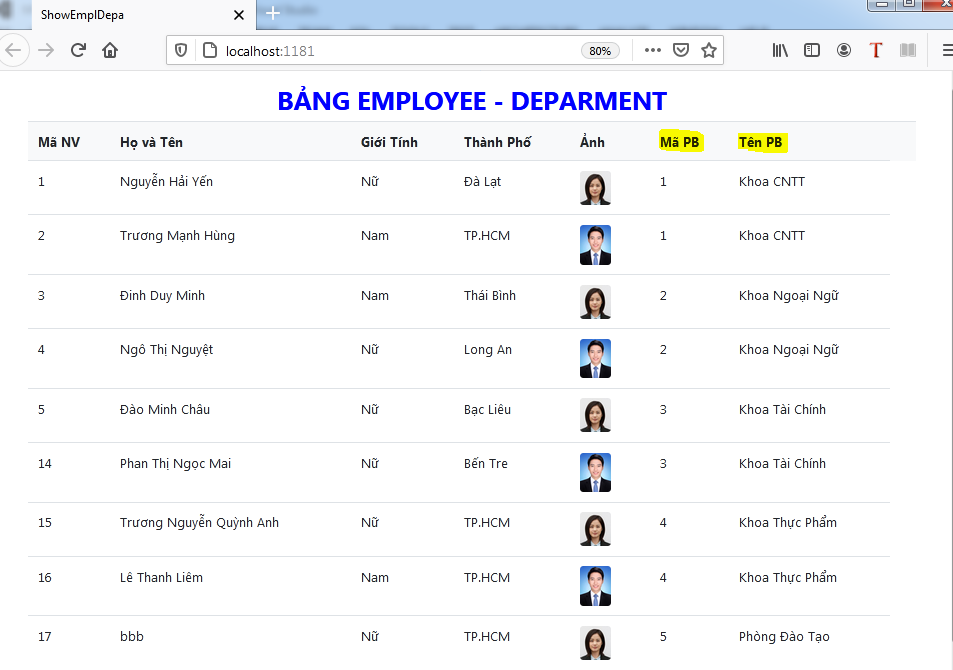 ShowEmplDepa
localhost:1181
80%
BẢNG EMPLOYEE - DEPARMENT
Mã NV Họ và Tên Giới Tính Thành Phố Ảnh Mã PB Tên PB
1 Nguyễn Hải Yến Nữ Đà Lạt 1 Khoa CNTT
2 Trương Mạnh Hùng Nam TP.HCM 1 Khoa CNTT
3 Đinh Duy Minh Nam Thái Bình 2 Khoa Ngoại Ngữ
4 Ngô Thị Nguyệt Nữ Long An 2 Khoa Ngoại Ngữ
5 Đào Minh Châu Nữ Bạc Liêu 3 Khoa Tài Chính
14 Phan Thị Ngọc Mai Nữ Bến Tre 3 Khoa Tài Chính
15 Trương Nguyễn Quỳnh Anh Nữ TP.HCM 4 Khoa Thực Phẩm
16 Lê Thanh Liêm Nam TP.HCM 4 Khoa Thực Phẩm
17 bbb Nữ TP.HCM 5 Phòng Đào Tạo